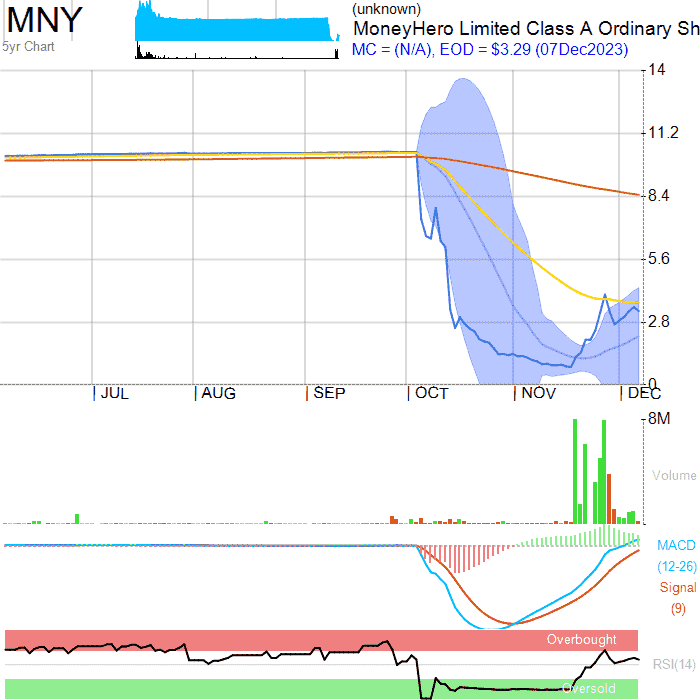 MNY
(unknown)
MoneyHero Limited Class A Ordinary Sh
5yr Chart
MC = (N/A), EOD = $3.29 (07Dec2023)
14
11.2
8.4
5.6
2.8
0
JUL AUG SEP OCT NOV DEC
8M
Volume
MACD
(12-26)
Signal
(9)
Overbought
RSI(14)
Oversold